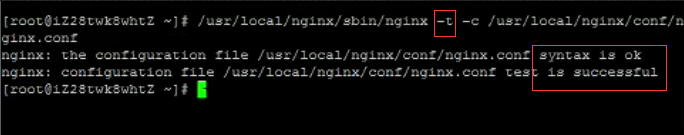 [root@iZ28twk8whtZ ~]# /usr/local/nginx/sbin/nginx -t -c /usr/local/nginx/conf/n
ginx.conf
nginx: the configuration file /usr/local/nginx/conf/nginx.conf syntax is ok
nginx: configuration file /usr/local/nginx/conf/nginx.conf test is successful
[root@iZ28twk8whtZ ~]#